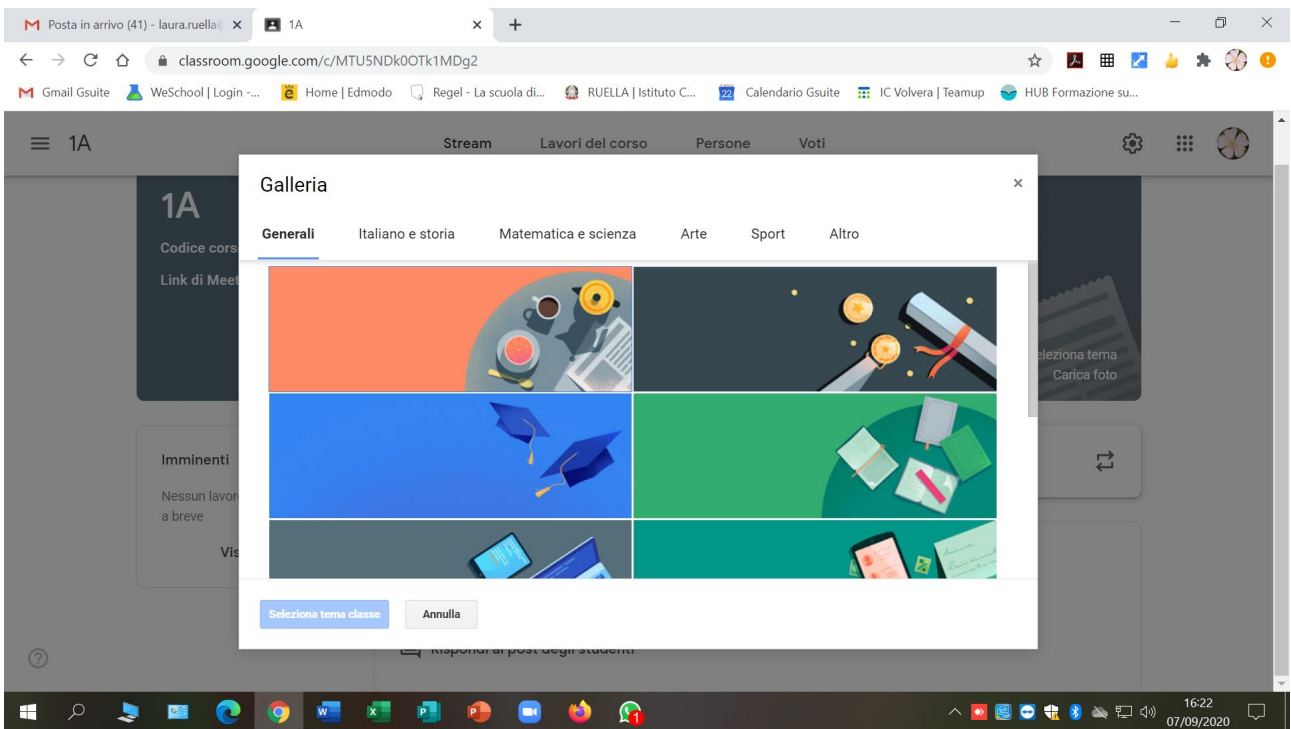 Posta in arrivo (41) - laura.ruella@
1A
classroom.google.com/c/MTU5NDk0OTk1MDg2
Gmail Gsuite
WeSchool | Login -...
Home | Edmodo
Regel - La scuola di...
RUELLA | Istituto C...
22
Calendario Gsuite
IC Volvera | Teamup
HUB Formazione su...
1A
Stream
Lavori del corso
Persone
Voti
1A
Codice cors
Link di Meet
Galleria
Generali
Italiano e storia
Matematica e scienza
Arte
Sport
Altro
eleziona tema
Carica foto
Imminenti
Nessun lavor
a breve
Vis
Seleziona tema classe
Annulla
Rispondi ai post degli studenti
1
16:22
07/09/2020